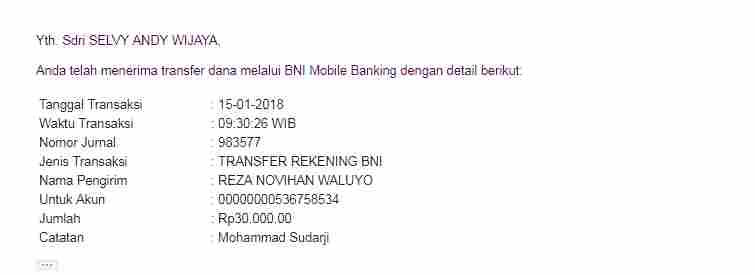 Yth. Sdri SELVY ANDY WIJAYA,
Anda telah menerima transfer dana melalui BNI Mobile Banking dengan detail berikut:
Tanggal Transaksi : 15-01-2018
Waktu Transaksi : 09:30:26 WIB
Nomor Jurnal : 983577
Jenis Transaksi : TRANSFER REKENING BNI
Nama Pengirim : REZA NOVIHAN WALUYO
Untuk Akun : 00000000536758534
Jumlah : Rp30.000,00
Catatan : Mohammad Sudarji